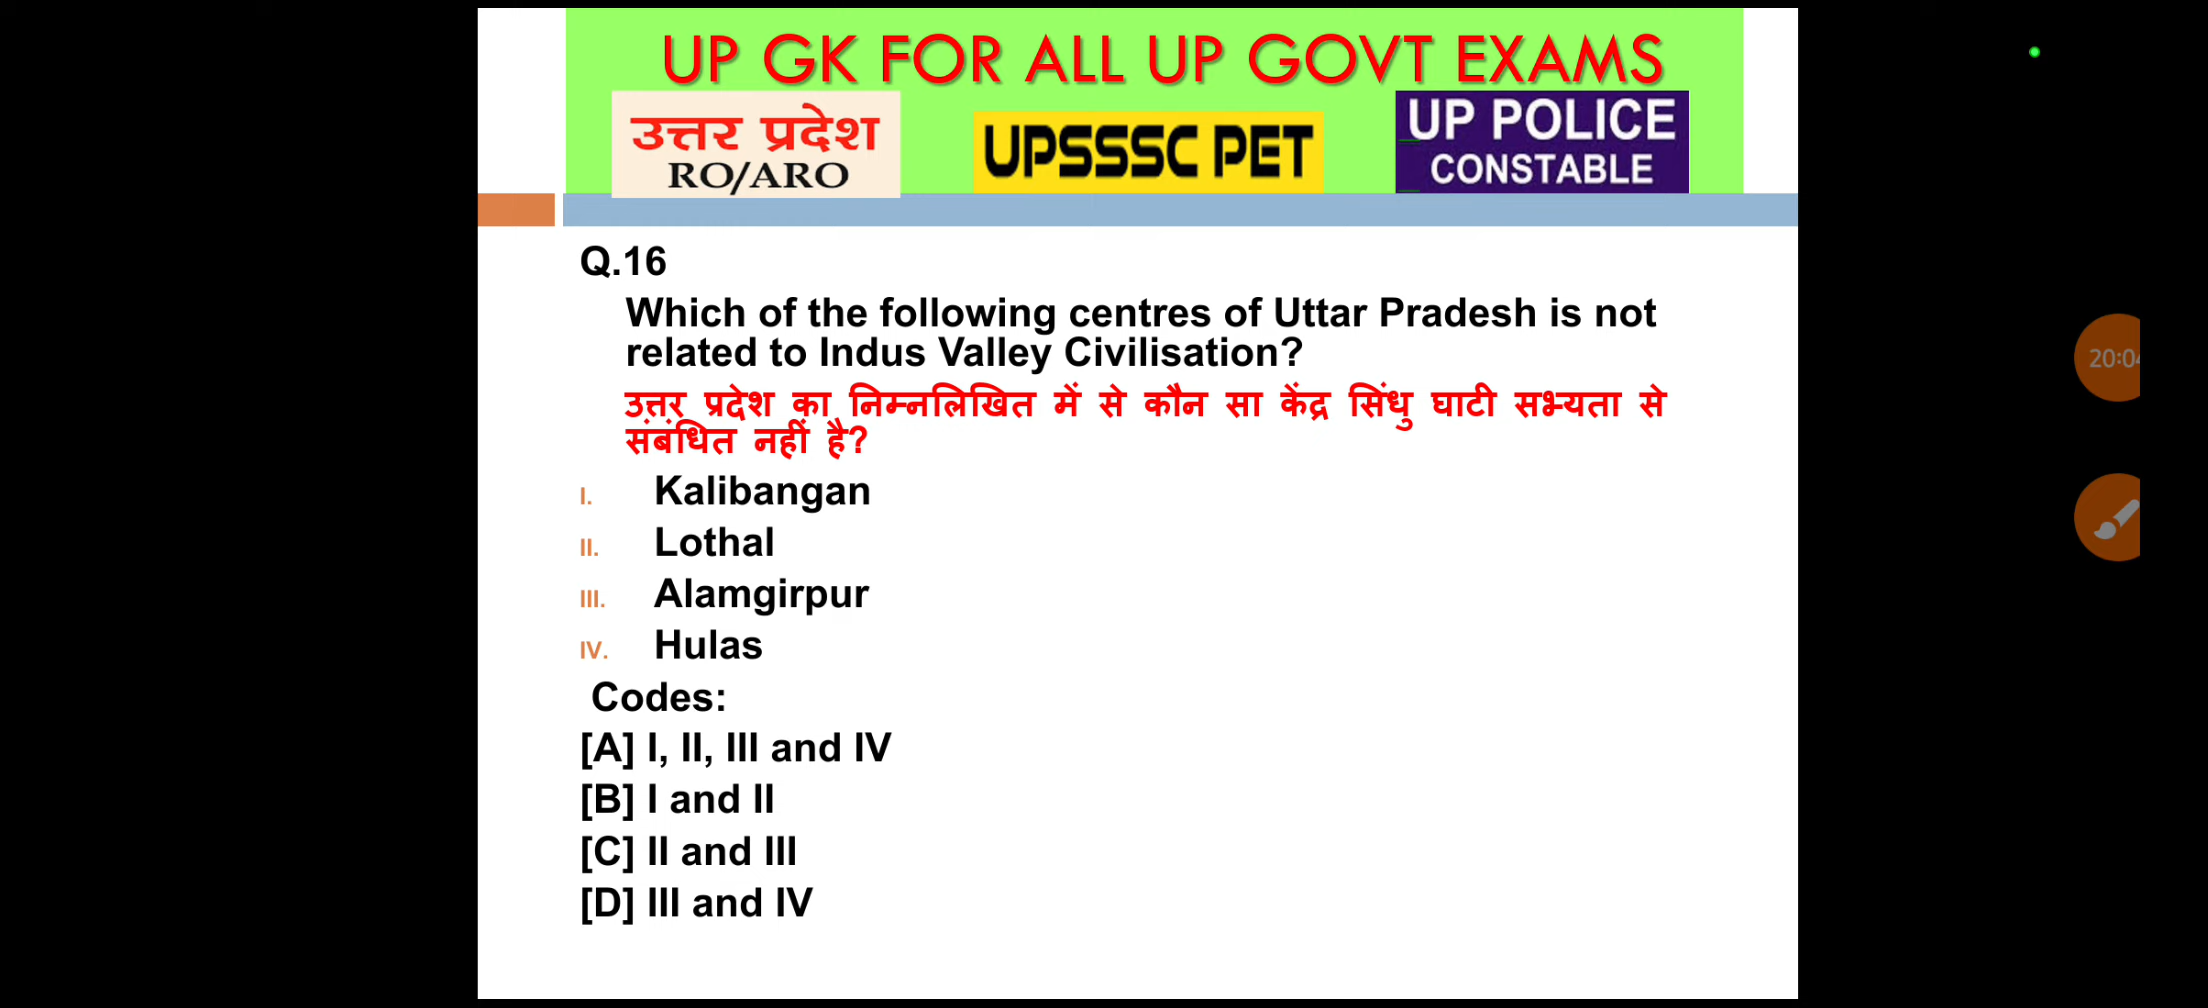 UP GK FOR ALL UP GOVT EXAMS
उत्तर प्रदेश
RO/ARO
UPSSSC PET
UP POLICE
CONSTABLE
Q.16
Which of the following centres of Uttar Pradesh is not
related to Indus Valley Civilisation?
उत्तर प्रदेश का निम्नलिखित में से कौन सा केंद्र सिंधु घाटी सभ्यता से
संबंधित नहीं है?
I. Kalibangan
II. Lothal
III. Alamgirpur
IV. Hulas
Codes:
[A] I, II, III and IV
[B] I and II
[C] II and III
[D] III and IV
20:04